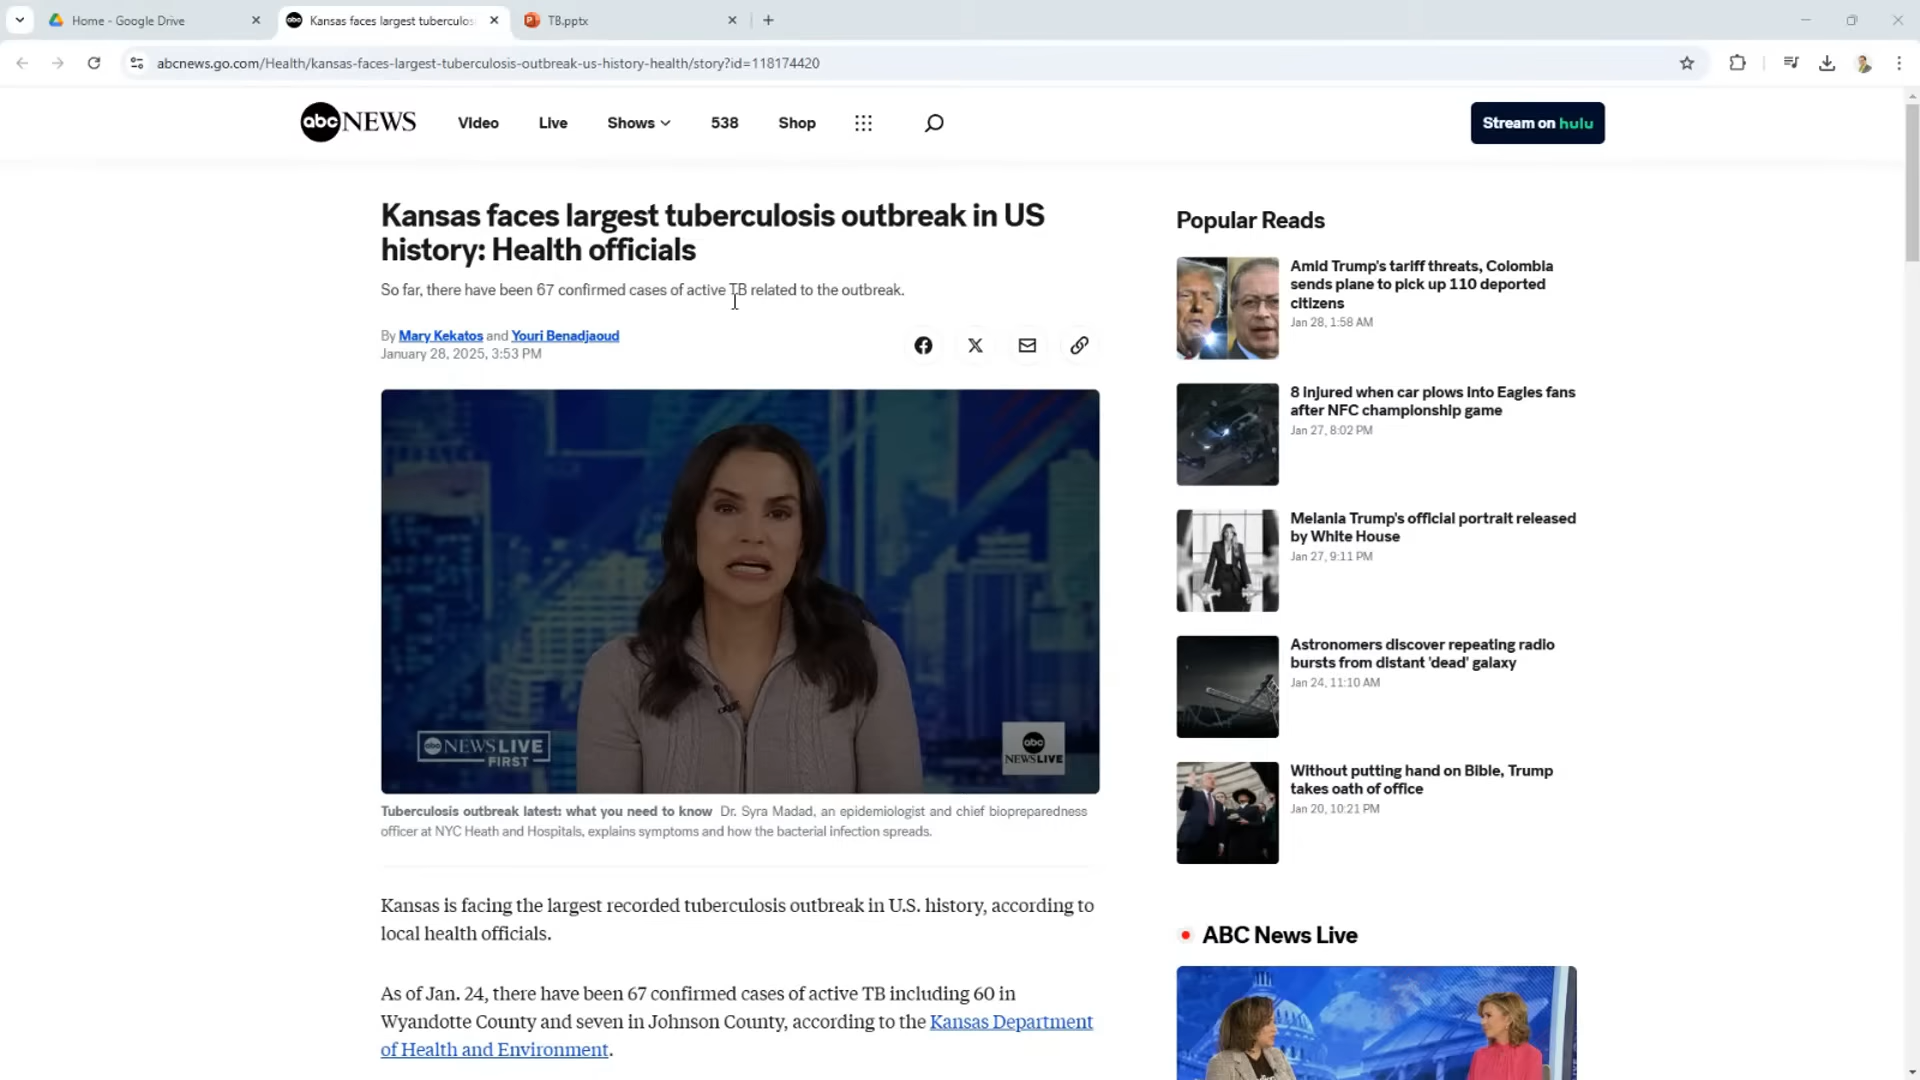 Home - Google Drive
Kansas faces largest tuberculos
TB.pptx
abcnews.go.com/Health/kansas-faces-largest-tuberculosis-outbreak-us-history-health/story?id=118174420
abc NEWS
Video
Live
Shows
538
Shop
Stream on hulu
Kansas faces largest tuberculosis outbreak in US
history: Health officials
So far, there have been 67 confirmed cases of active TB related to the outbreak.
By Mary Kekatos and Youri Benadjaoud
January 28, 2025, 3:53 PM
abc NEWS LIVE
FIRST
abc
NEWS LIVE
Tuberculosis outbreak latest: what you need to know Dr. Syra Madad, an epidemiologist and chief biopreparedness
officer at NYC Heath and Hospitals, explains symptoms and how the bacterial infection spreads.
Kansas is facing the largest recorded tuberculosis outbreak in U.S. history, according to
local health officials.
As of Jan. 24, there have been 67 confirmed cases of active TB including 60 in
Wyandotte County and seven in Johnson County, according to the Kansas Department
of Health and Environment.
Popular Reads
Amid Trump's tariff threats, Colombia
sends plane to pick up 110 deported
citizens
Jan 28, 1:58 AM
8 injured when car plows into Eagles fans
after NFC championship game
Jan 27, 8:02 PM
Melania Trump's official portrait released
by White House
Jan 27, 9:11 PM
Astronomers discover repeating radio
bursts from distant 'dead' galaxy
Jan 24, 11:10 AM
Without putting hand on Bible, Trump
takes oath of office
Jan 20, 10:21 PM
ABC News Live